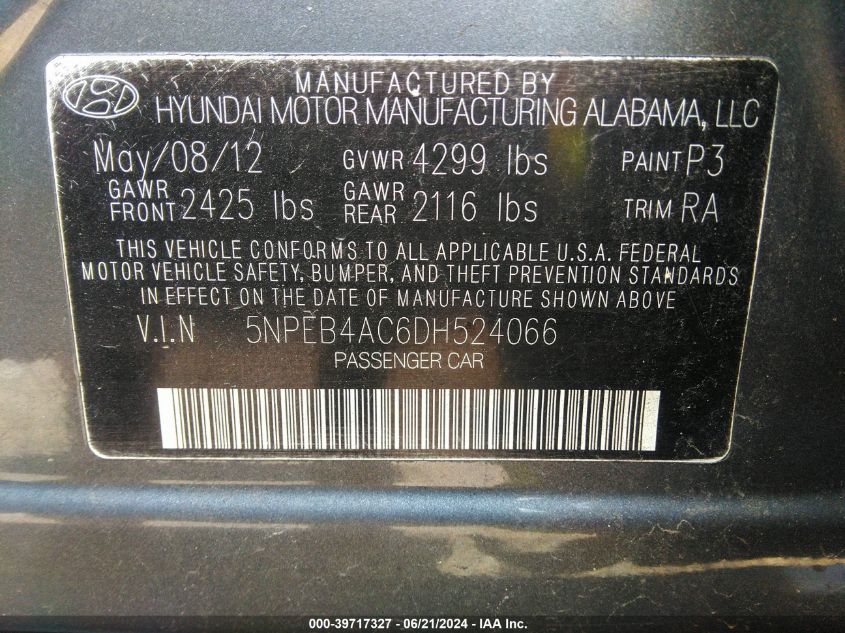 MANUFACTURED BY
HYUNDAI MOTOR MANUFACTURING ALABAMA, LLC
May/08/12 GVWR 4299 lbs PAINT P3
GAWR FRONT 2425 lbs GAWR REAR 2116 lbs TRIM RA
THIS VEHICLE CONFORMS TO ALL APPLICABLE U.S.A. FEDERAL
MOTOR VEHICLE SAFETY, BUMPER, AND THEFT PREVENTION STANDARDS
IN EFFECT ON THE DATE OF MANUFACTURE SHOWN ABOVE
V.I.N 5NPEB4AC6DH524066
PASSENGER CAR
000-39717327 - 06/21/2024 - IAA Inc.